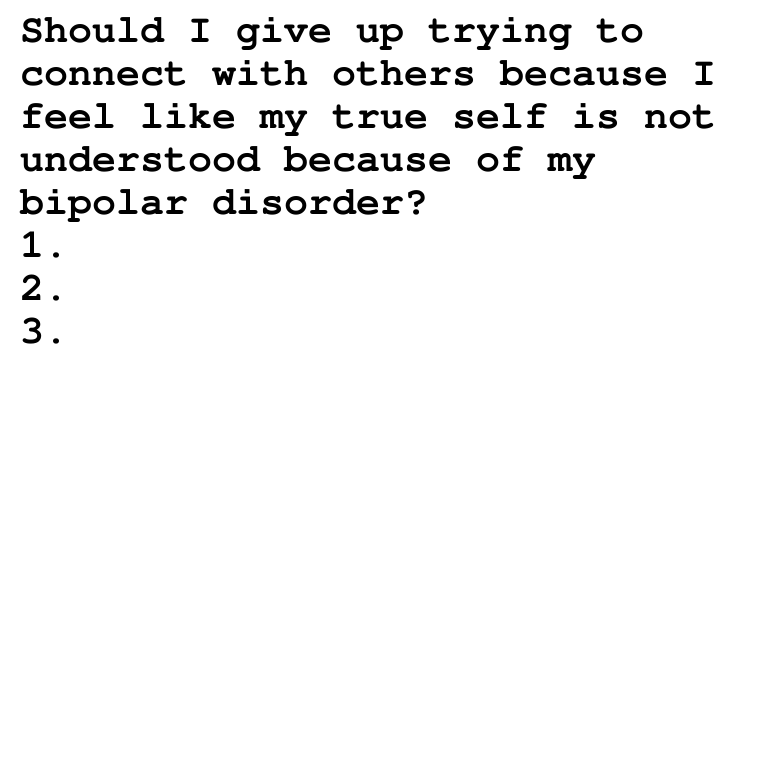 Should I give up trying to
connect with others because I
feel like my true self is not
understood because of my
bipolar disorder?
1.
2.
3.